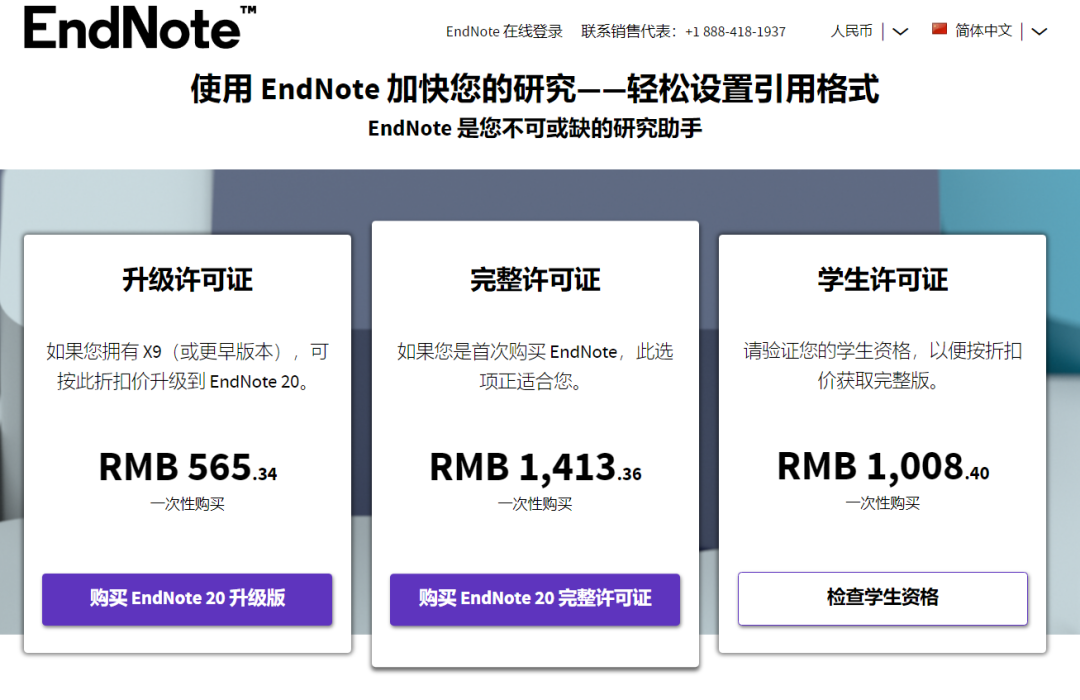 EndNote™
EndNote 在线登录 联系销售代表：+1 888-418-1937 人民币 简体中文
使用 EndNote 加快您的研究——轻松设置引用格式
EndNote 是您不可或缺的研究助手
升级许可证
如果您拥有 X9（或更早版本），可
按此折扣价升级到 EndNote 20。
RMB 565.34
一次性购买
购买 EndNote 20 升级版
完整许可证
如果您是首次购买 EndNote，此选
项正适合您。
RMB 1,413.36
一次性购买
购买 EndNote 20 完整许可证
学生许可证
请验证您的学生资格，以便按折扣
价获取完整版。
RMB 1,008.40
一次性购买
检查学生资格